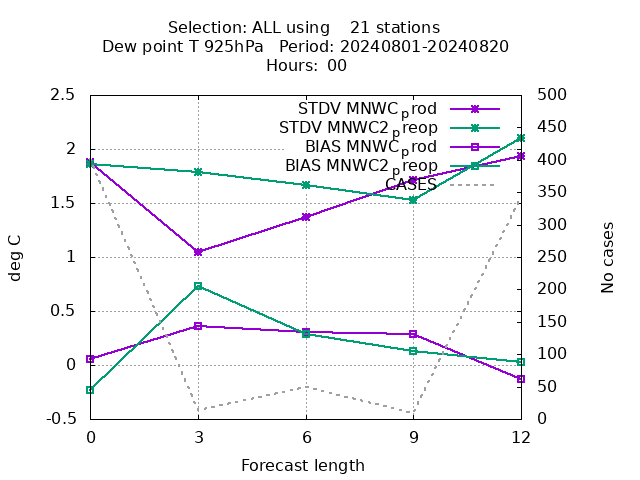 Selection: ALL using 21 stations
Dew point T 925hPa Period: 20240801-20240820
Hours: 00
2.5
2
1.5
1
0.5
0
-0.5
500
450
400
350
300
250
200
150
100
50
0
STDV MNWC_prod
STDV MNWC2_preop
BIAS MNWC_prod
BIAS MNWC2_preop
CASES
deg C
No cases
0 3 6 9 12
Forecast length